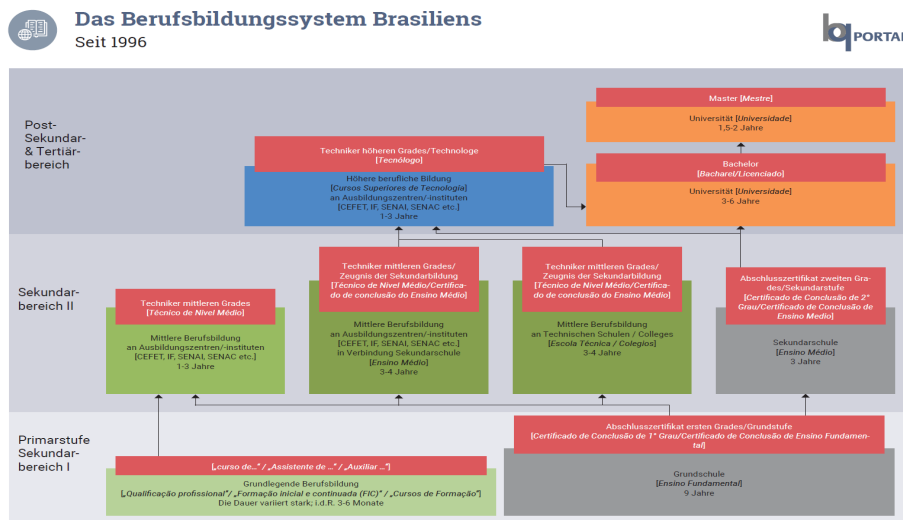 Das Berufsbildungssystem Brasiliens
Seit 1996
bq PORTAL
Post-
Sekundar-
& Tertiär-
bereich
Master [Mestre]
Universität [Universidade]
1,5-2 Jahre
Techniker höheren Grades/Technologe
[Tecnólogo]
Höhere berufliche Bildung
[Cursos Superiores de Tecnologia]
an Ausbildungszentren/-instituten
[CEFET, IF, SENAI, SENAC etc.]
1-3 Jahre
Bachelor
[Bacharel/Licenciado]
Universität [Universidade]
3-6 Jahre
Sekundar-
bereich II
Techniker mittleren Grades
[Técnico de Nivel Médio]
Mittlere Berufsbildung
an Ausbildungszentren/-instituten
[CEFET, IF, SENAI, SENAC etc.]
1-3 Jahre
Techniker mittleren Grades/
Zeugnis der Sekundarbildung
[Técnico de Nivel Médio/Certifica-
do de conclusão do Ensino Médio]
Mittlere Berufsbildung
an Ausbildungszentren/-instituten
[CEFET, IF, SENAI, SENAC etc.]
in Verbindung Sekundarschule
[Ensino Médio]
3-4 Jahre
Techniker mittleren Grades/
Zeugnis der Sekundarbildung
[Técnico de Nivel Médio/Certifica-
do de conclusão do Ensino Médio]
Mittlere Berufsbildung
an Technischen Schulen / Colleges
[Escola Técnica / Colegios]
3-4 Jahre
Abschlusszertifikat zweiten Gra-
des/Sekundarstufe
[Certificado de Conclusão de 2°
Grau/Certificado de Conclusão de
Ensino Medio]
Sekundarschule
[Ensino Médio]
3 Jahre
Primarstufe
Sekundar-
bereich I
[„curso de…“ / „Assistente de …“ / „Auxiliar …“]
Grundlegende Berufsbildung
[„Qualificação profissional“/ „Formação inicial e continuada (FIC)“ / „Cursos de Formação“]
Die Dauer variiert stark; i.d.R. 3-6 Monate
Abschlusszertifikat ersten Grades/Grundstufe
[Certificado de Conclusão de 1° Grau/Certificado de Conclusão de Ensino Fundamen-
tal]
Grundschule
[Ensino Fundamental]
9 Jahre